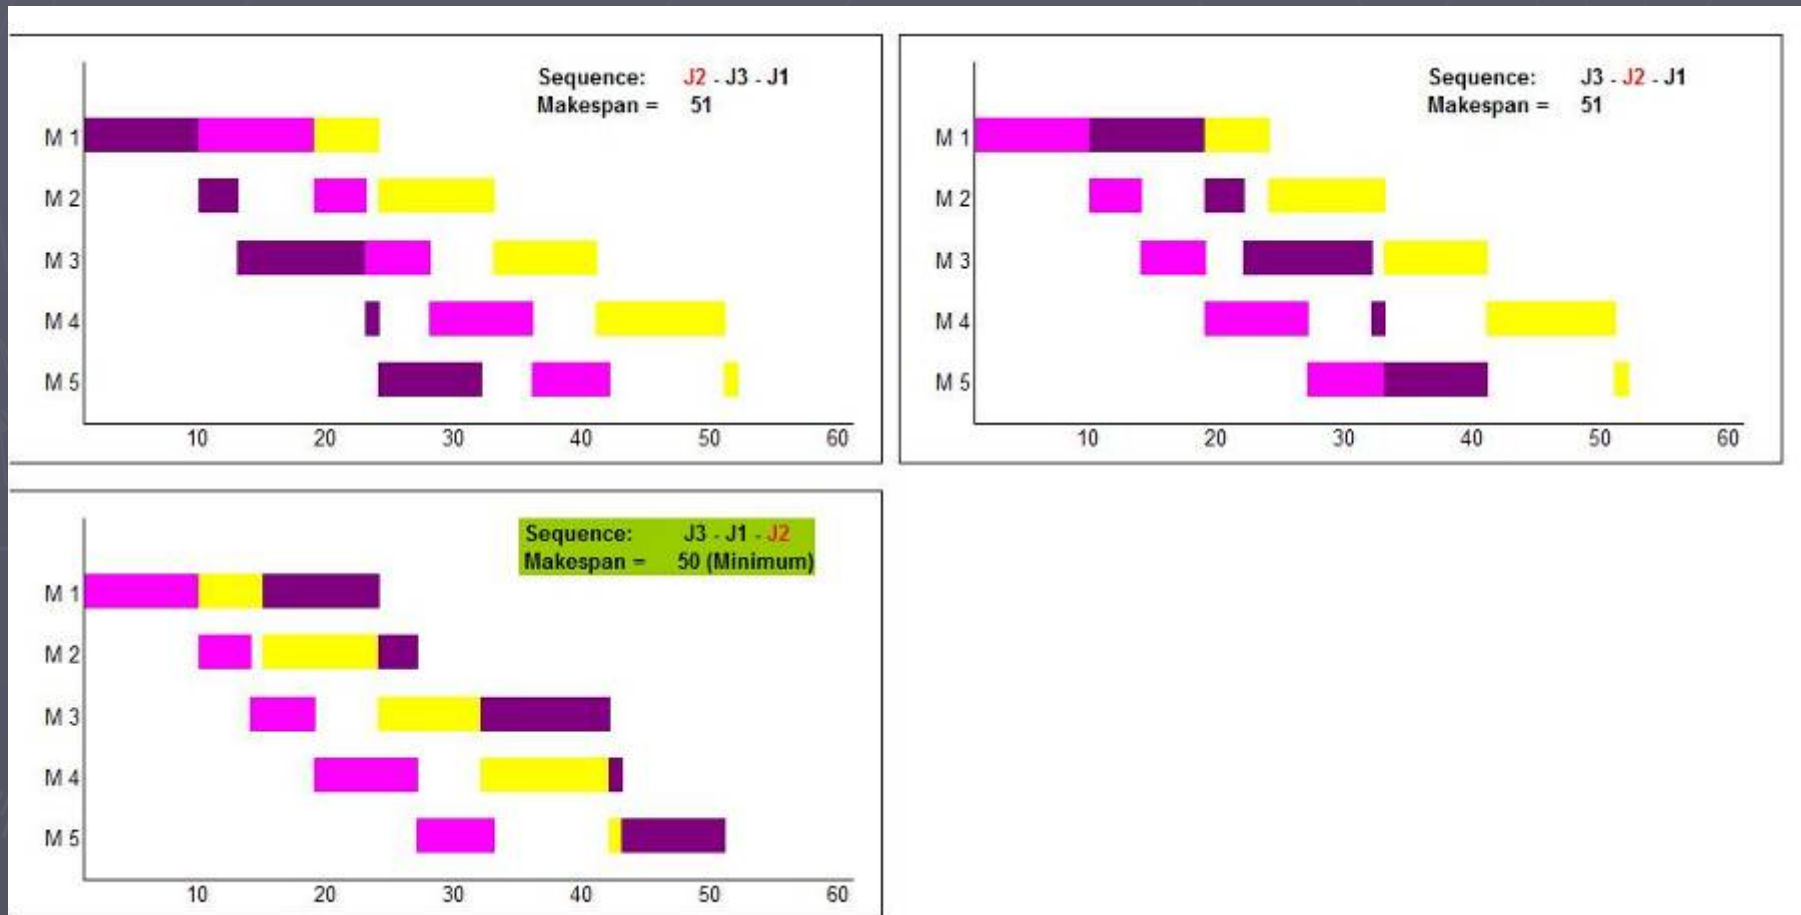 Sequence: J2 - J3 - J1
Makespan = 51
M 1
M 2
M 3
M 4
M 5
10 20 30 40 50 60
Sequence: J3 - J2 - J1
Makespan = 51
M 1
M 2
M 3
M 4
M 5
10 20 30 40 50 60
Sequence: J3 - J1 - J2
Makespan = 50 (Minimum)
M 1
M 2
M 3
M 4
M 5
10 20 30 40 50 60